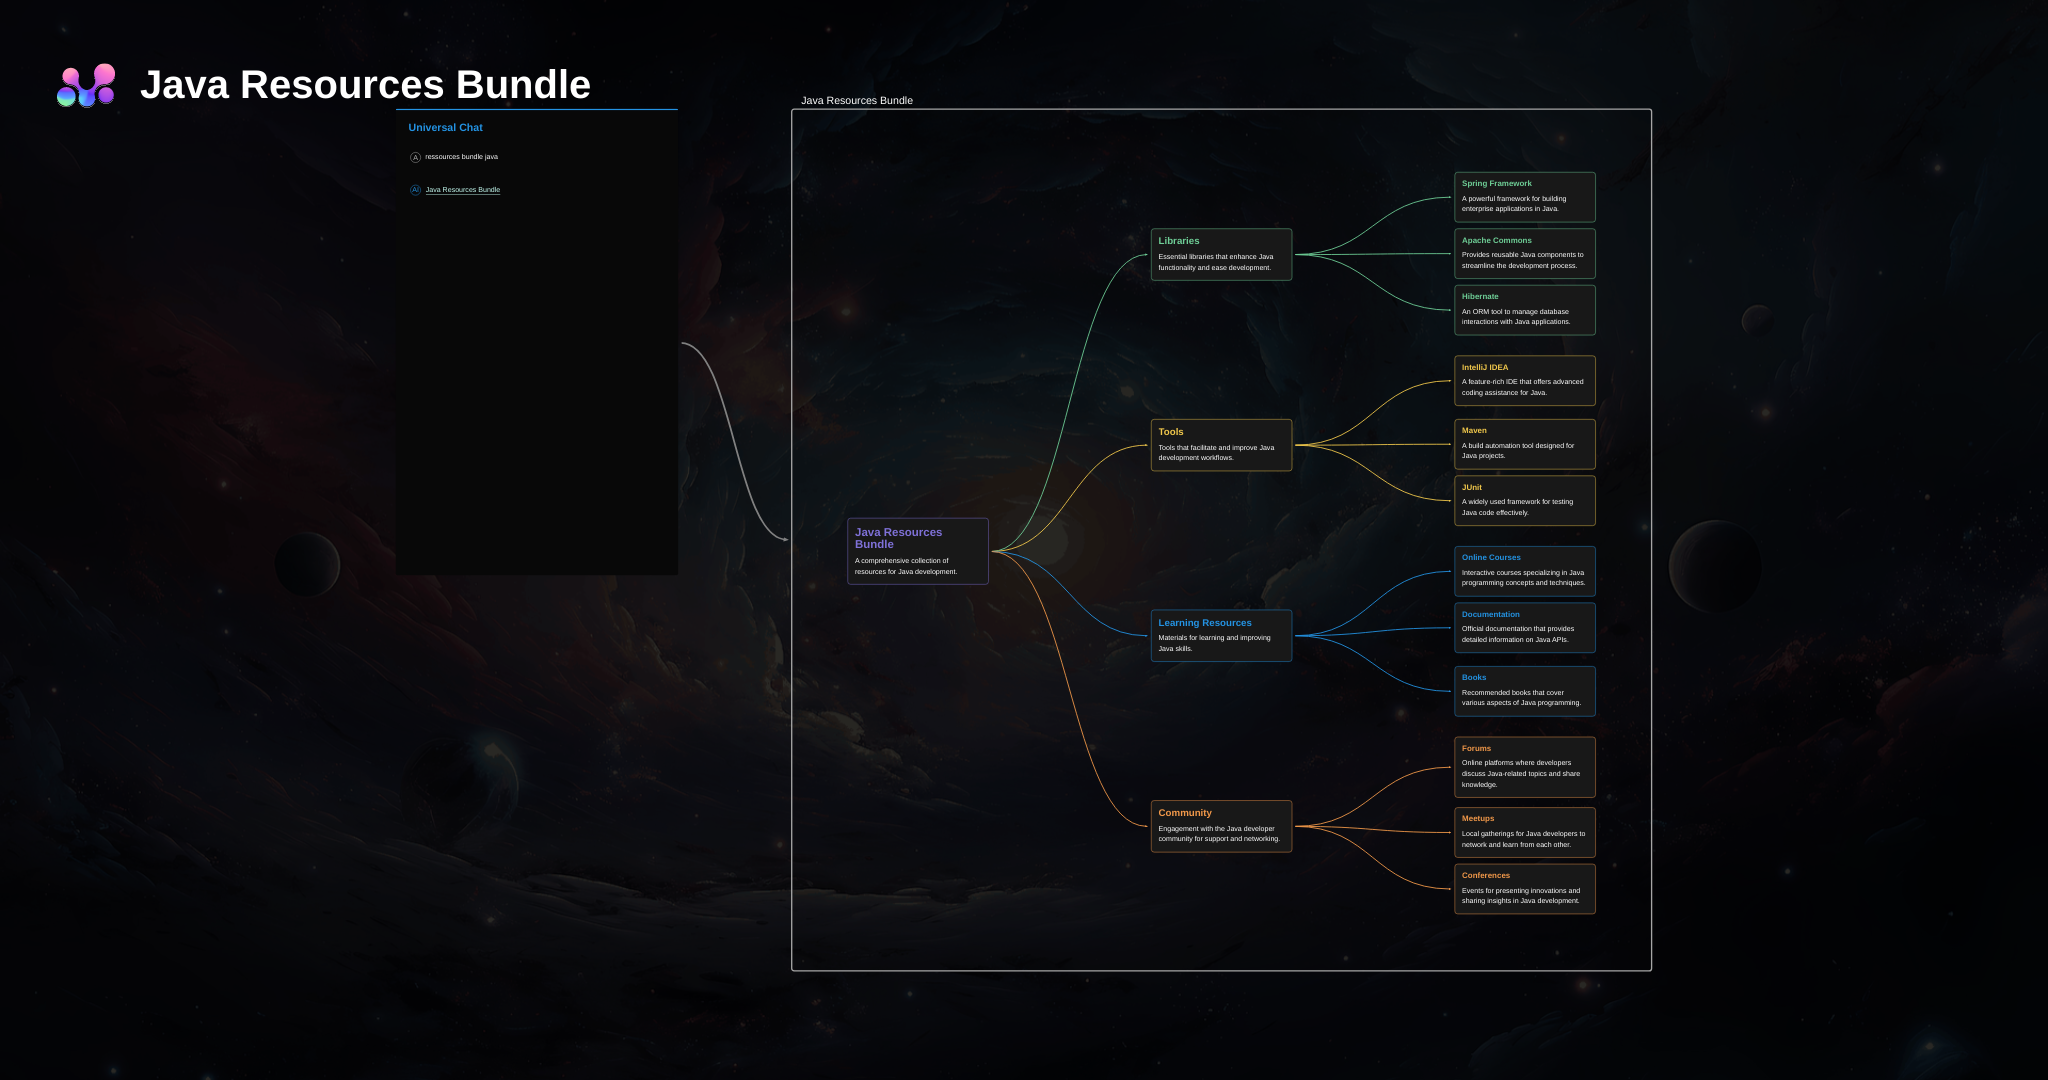 Java Resources Bundle
Universal Chat
A
ressources bundle java
AI
Java Resources Bundle
Java Resources Bundle
Java Resources
Bundle
A comprehensive collection of
resources for Java development.
Libraries
Essential libraries that enhance Java
functionality and ease development.
Spring Framework
A powerful framework for building
enterprise applications in Java.
Apache Commons
Provides reusable Java components to
streamline the development process.
Hibernate
An ORM tool to manage database
interactions with Java applications.
Tools
Tools that facilitate and improve Java
development workflows.
IntelliJ IDEA
A feature-rich IDE that offers advanced
coding assistance for Java.
Maven
A build automation tool designed for
Java projects.
JUnit
A widely used framework for testing
Java code effectively.
Learning Resources
Materials for learning and improving
Java skills.
Online Courses
Interactive courses specializing in Java
programming concepts and techniques.
Documentation
Official documentation that provides
detailed information on Java APIs.
Books
Recommended books that cover
various aspects of Java programming.
Community
Engagement with the Java developer
community for support and networking.
Forums
Online platforms where developers
discuss Java-related topics and share
knowledge.
Meetups
Local gatherings for Java developers to
network and learn from each other.
Conferences
Events for presenting innovations and
sharing insights in Java development.